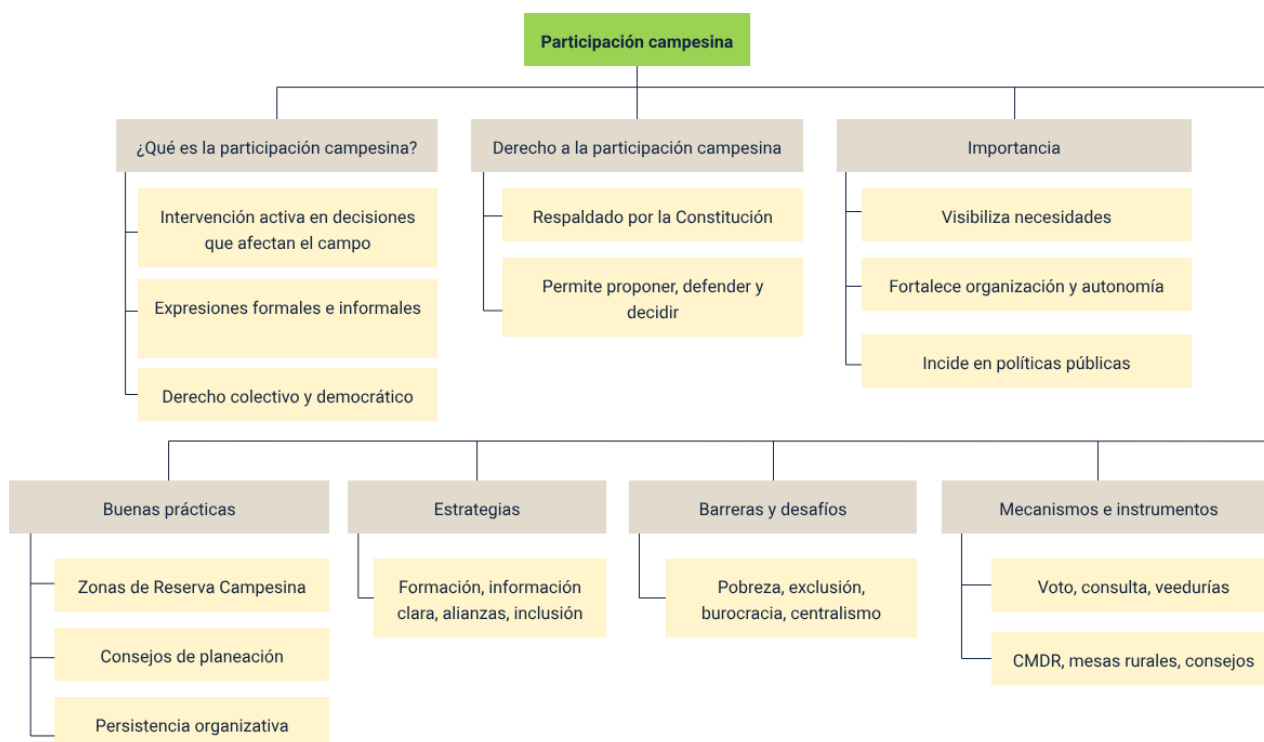 Participación campesina
¿Qué es la participación campesina?
Intervención activa en decisiones
que afectan el campo
Expresiones formales e informales
Derecho colectivo y democrático
Derecho a la participación campesina
Respaldado por la Constitución
Permite proponer, defender y
decidir
Importancia
Visibiliza necesidades
Fortalece organización y autonomía
Incide en políticas públicas
Buenas prácticas
Zonas de Reserva Campesina
Consejos de planeación
Persistencia organizativa
Estrategias
Formación, información
clara, alianzas, inclusión
Barreras y desafíos
Pobreza, exclusión,
burocracia, centralismo
Mecanismos e instrumentos
Voto, consulta, veedurías
CMDR, mesas rurales, consejos